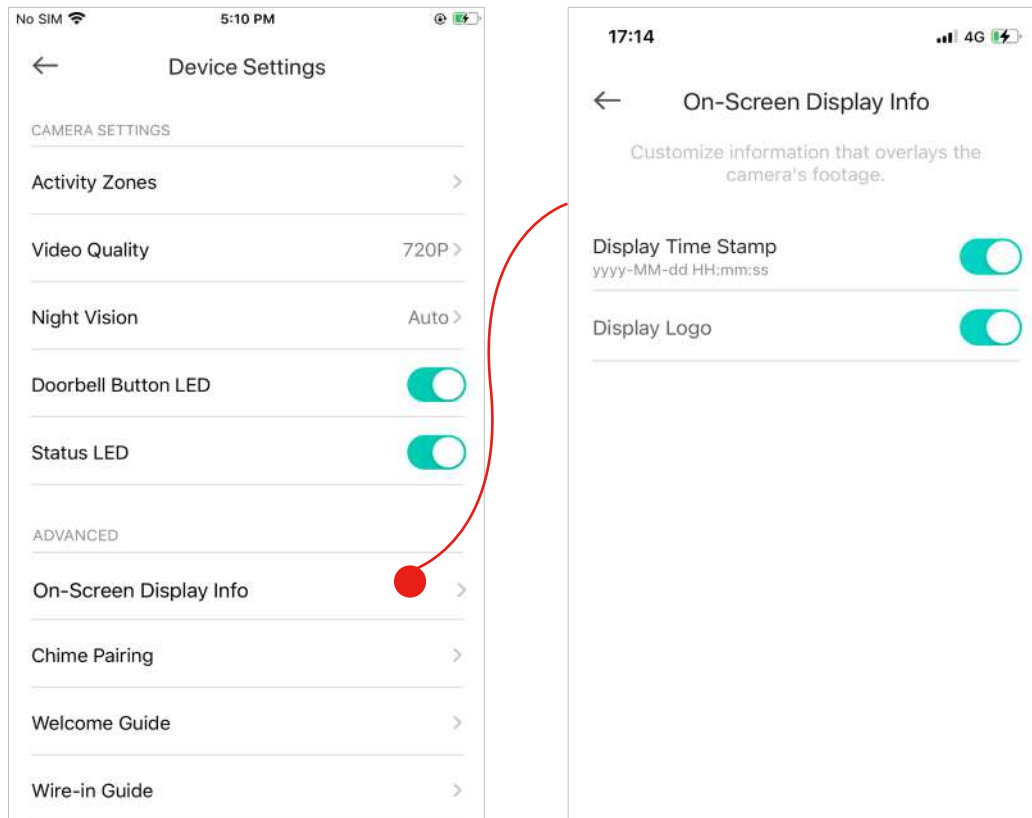 No SIM 5:10 PM
Device Settings
CAMERA SETTINGS
Activity Zones
Video Quality 720P
Night Vision Auto
Doorbell Button LED
Status LED
ADVANCED
On-Screen Display Info
Chime Pairing
Welcome Guide
Wire-in Guide
17:14 4G
On-Screen Display Info
Customize information that overlays the
camera's footage.
Display Time Stamp
yyyy-MM-dd HH:mm:ss
Display Logo